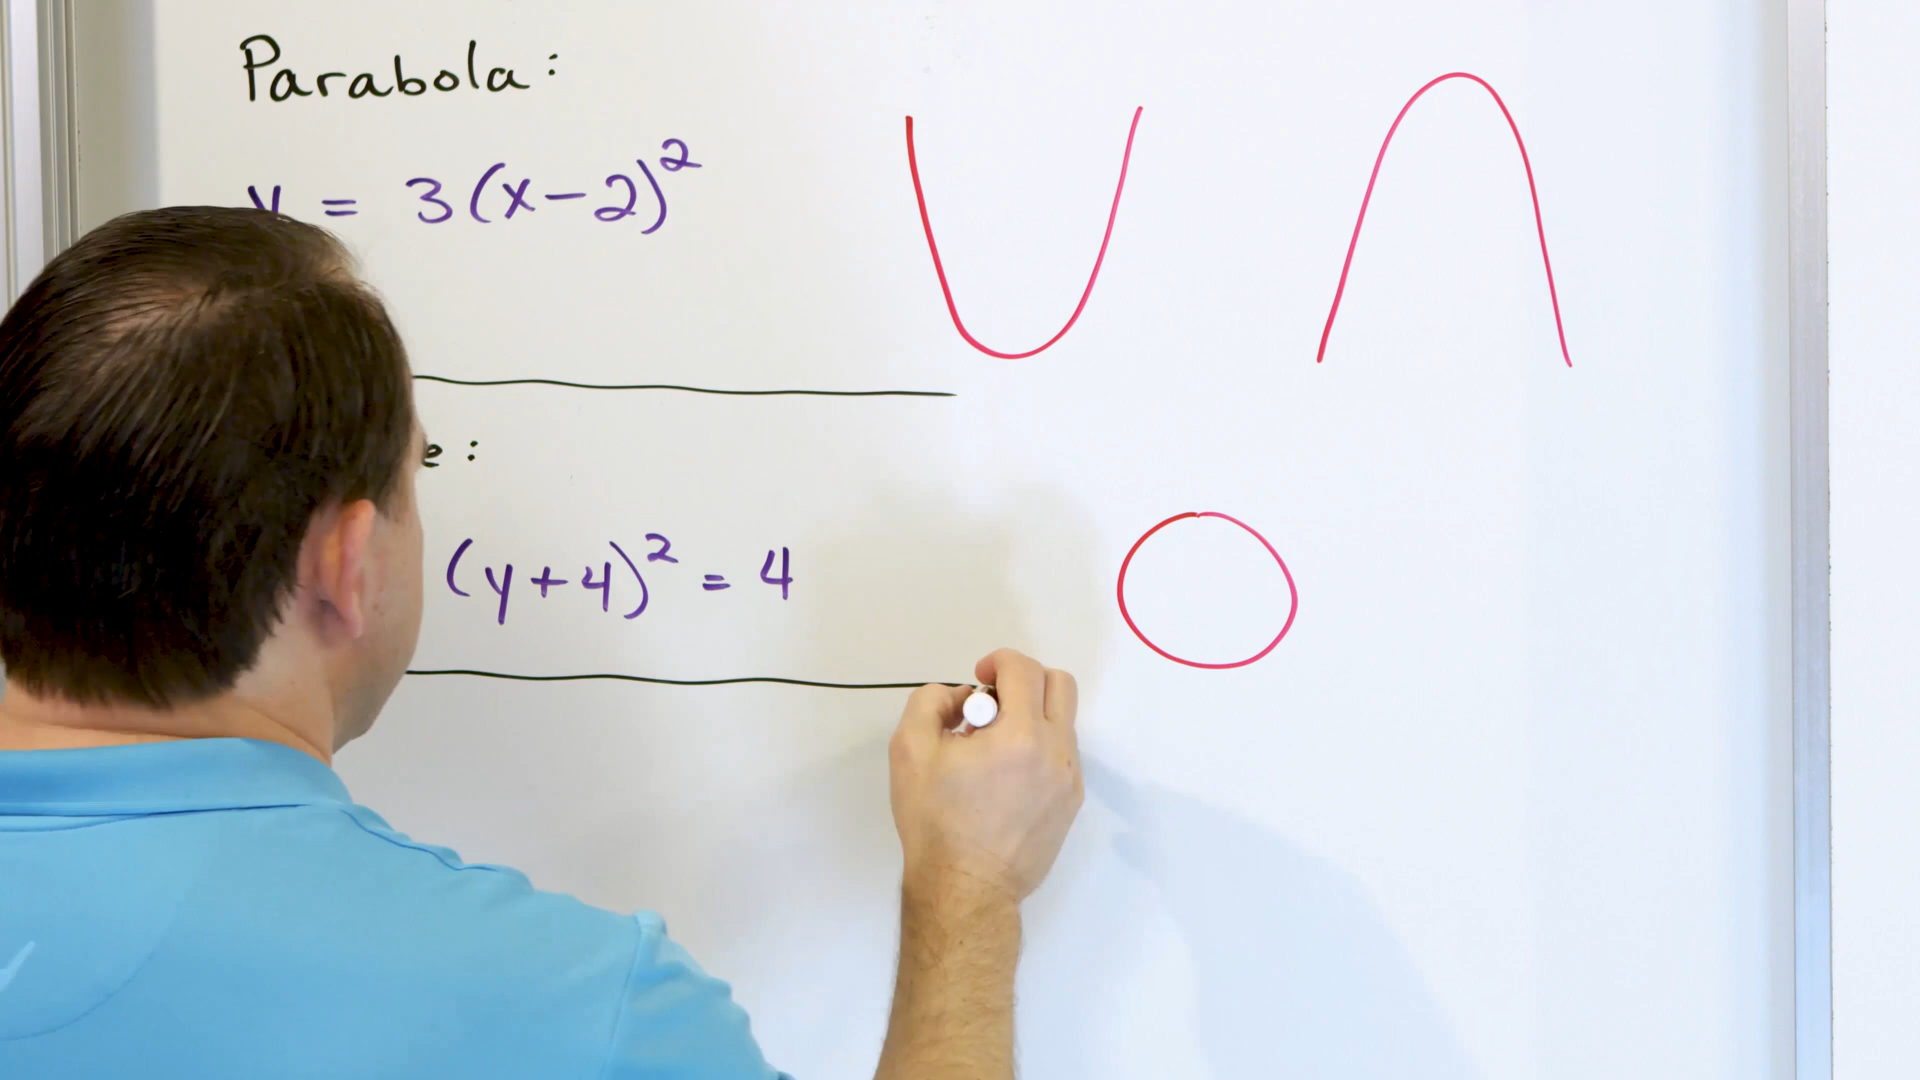 Parabola:
y = 3(x-2)²
e:
(y+4)² = 4